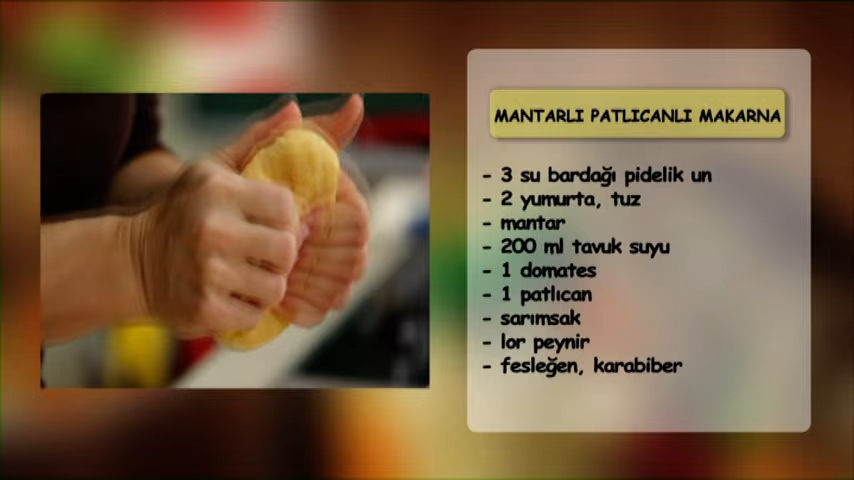 MANTARLI PATLICANLI MAKARNA
- 3 su bardağı pidelik un
- 2 yumurta, tuz
- mantar
- 200 ml tavuk suyu
- 1 domates
- 1 patlıcan
- sarımsak
- lor peynir
- fesleğen, karabiber